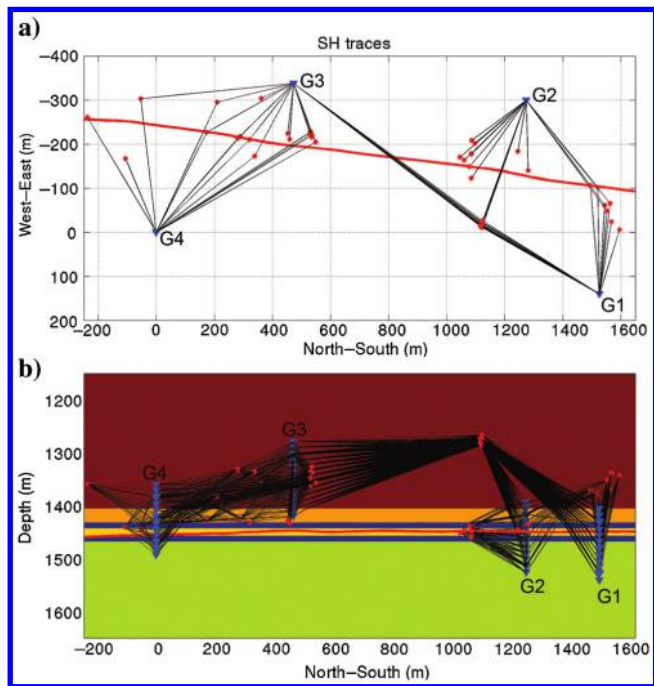 a)
SH traces
−400
−300
−200
−100
0
100
200
West−East (m)
G3
G2
G4
G1
−200 0 200 400 600 800 1000 1200 1400 1600
North−South (m)
b)
1200
1300
1400
1500
1600
Depth (m)
G3
G4
G2
G1
−200 0 200 400 600 800 1000 1200 1400 1600
North−South (m)